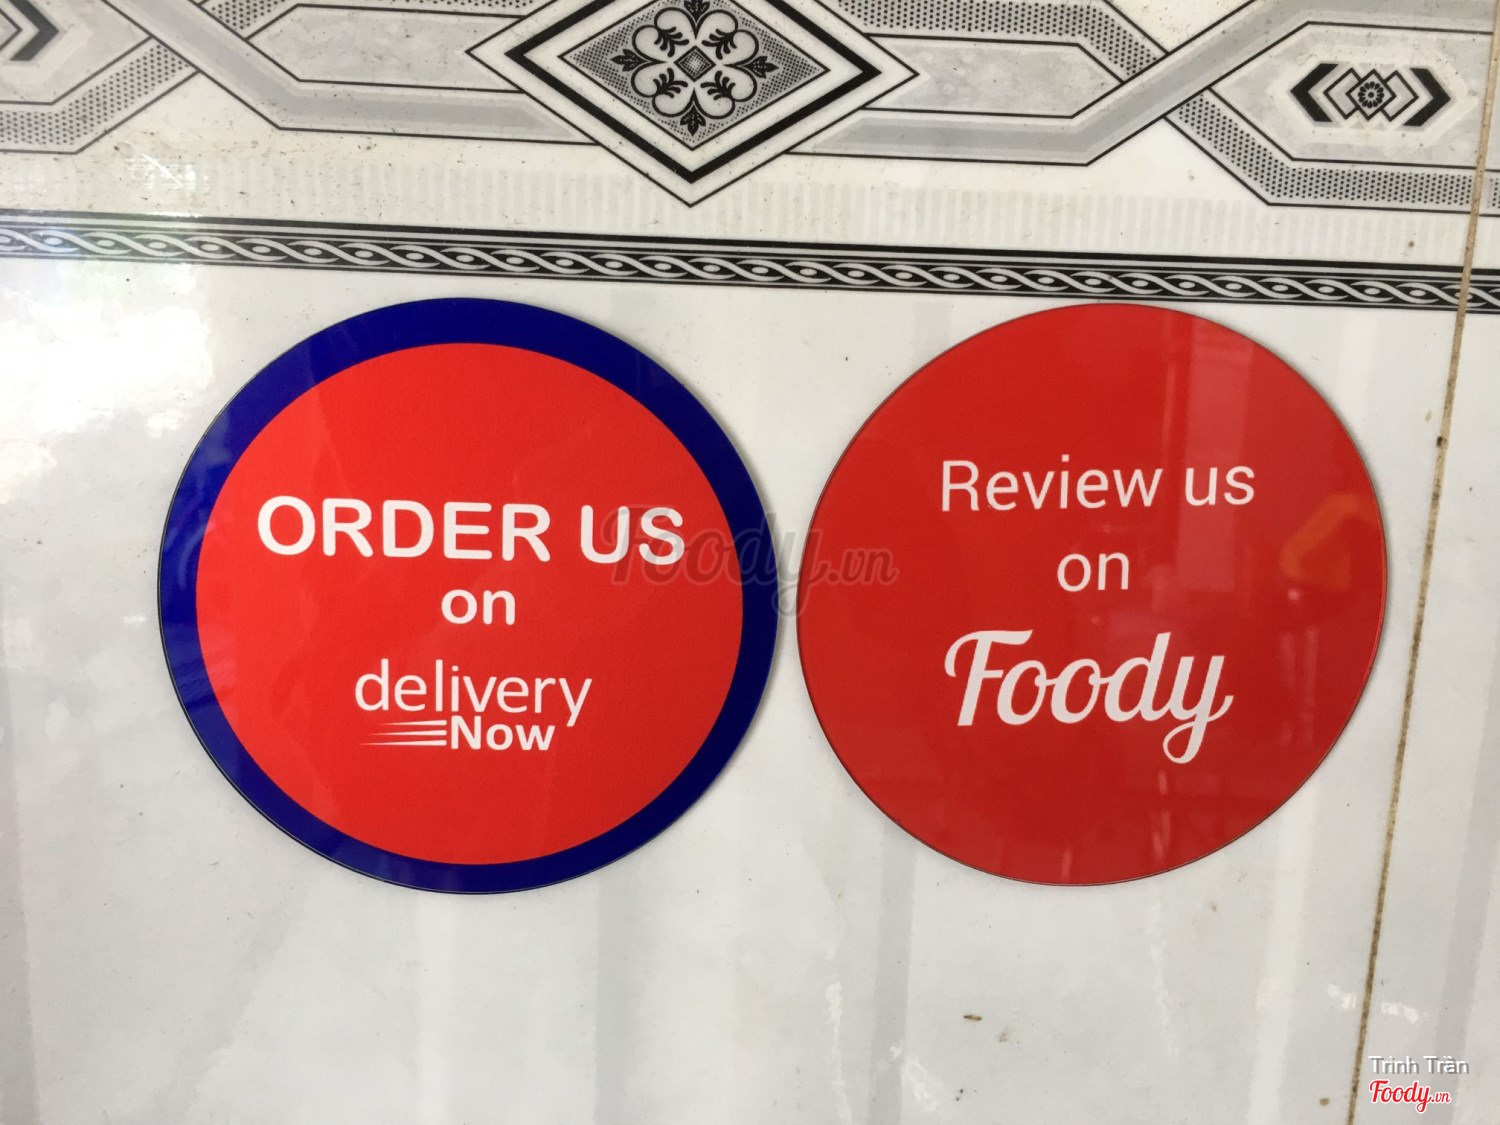 ORDER US
on
delivery
Now
Review us
on
Foody
Foody.vn
Trinh Trần
Foody.vn